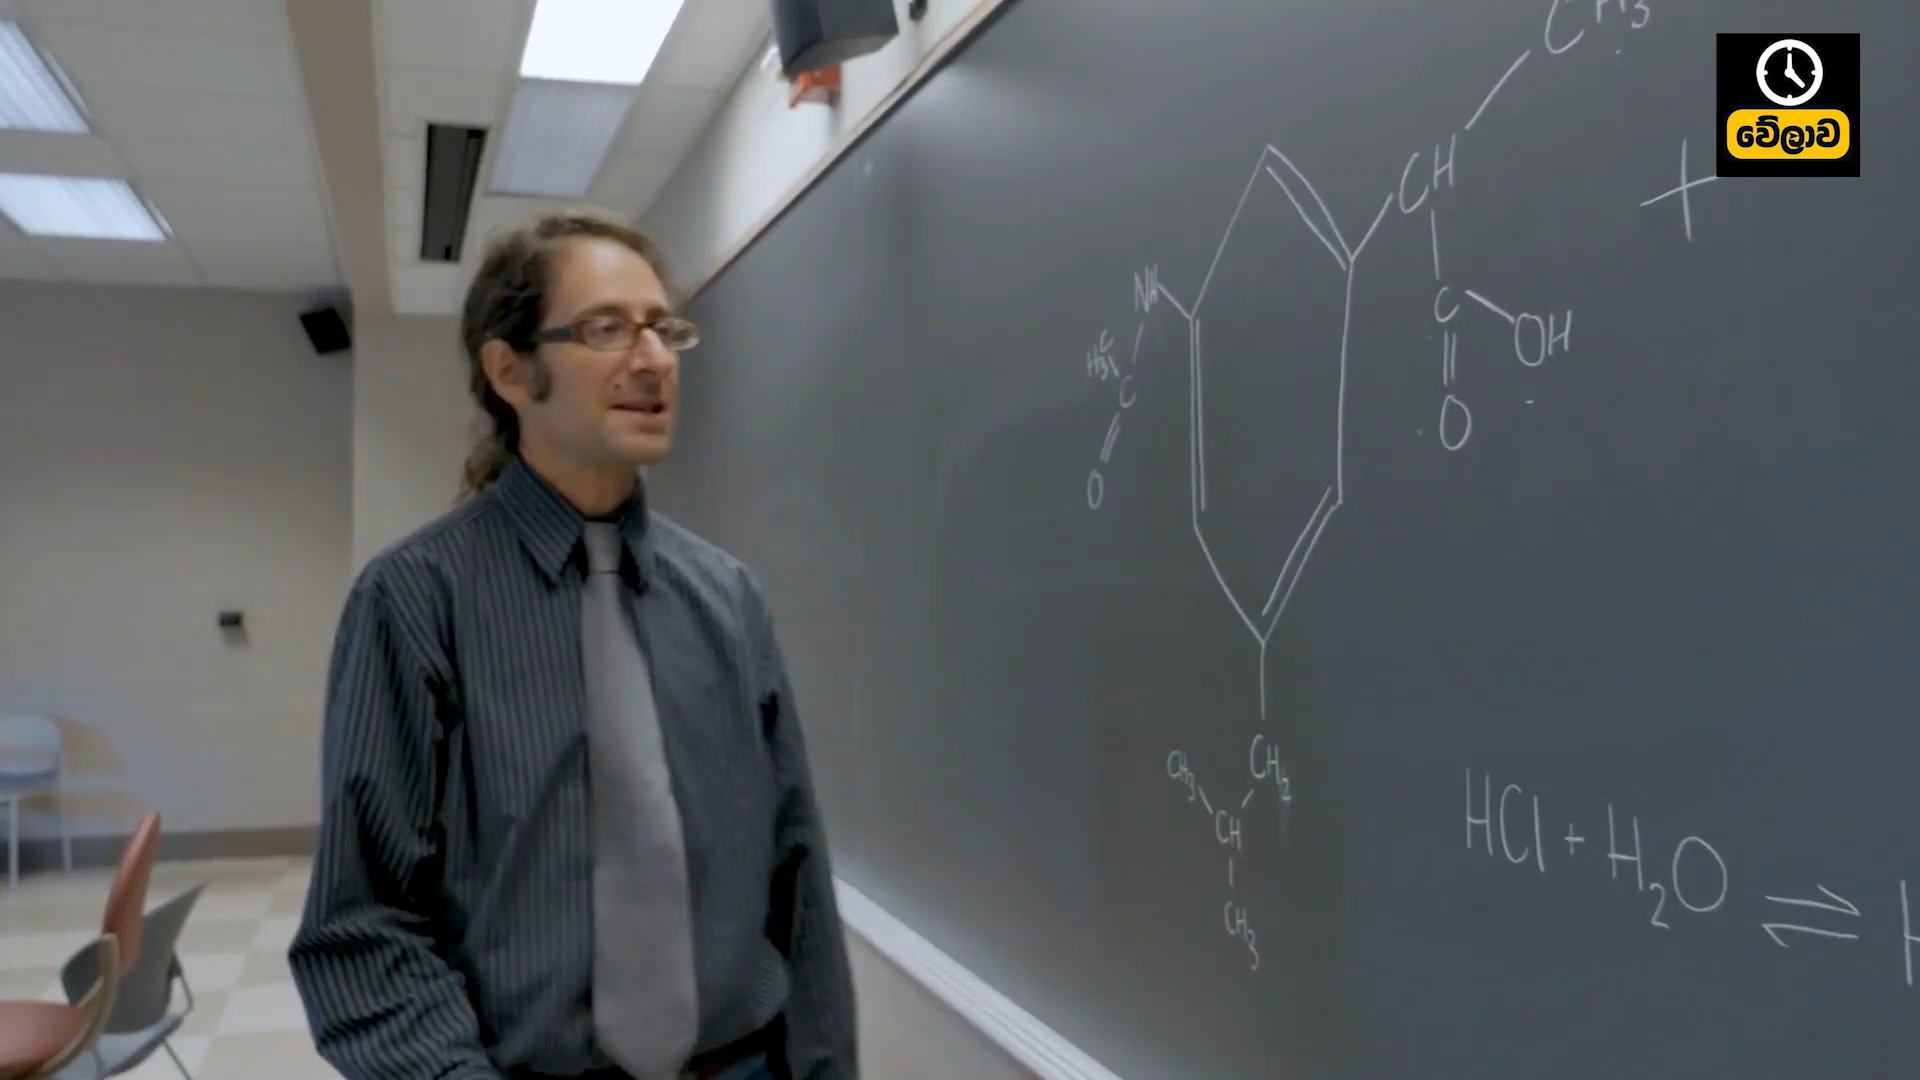 වේලාව
CH3
CH
+
NH
C
OH
H3C
C
O
O
CH3
CH2
CH
HCl + H2O ⇌ H
CH3